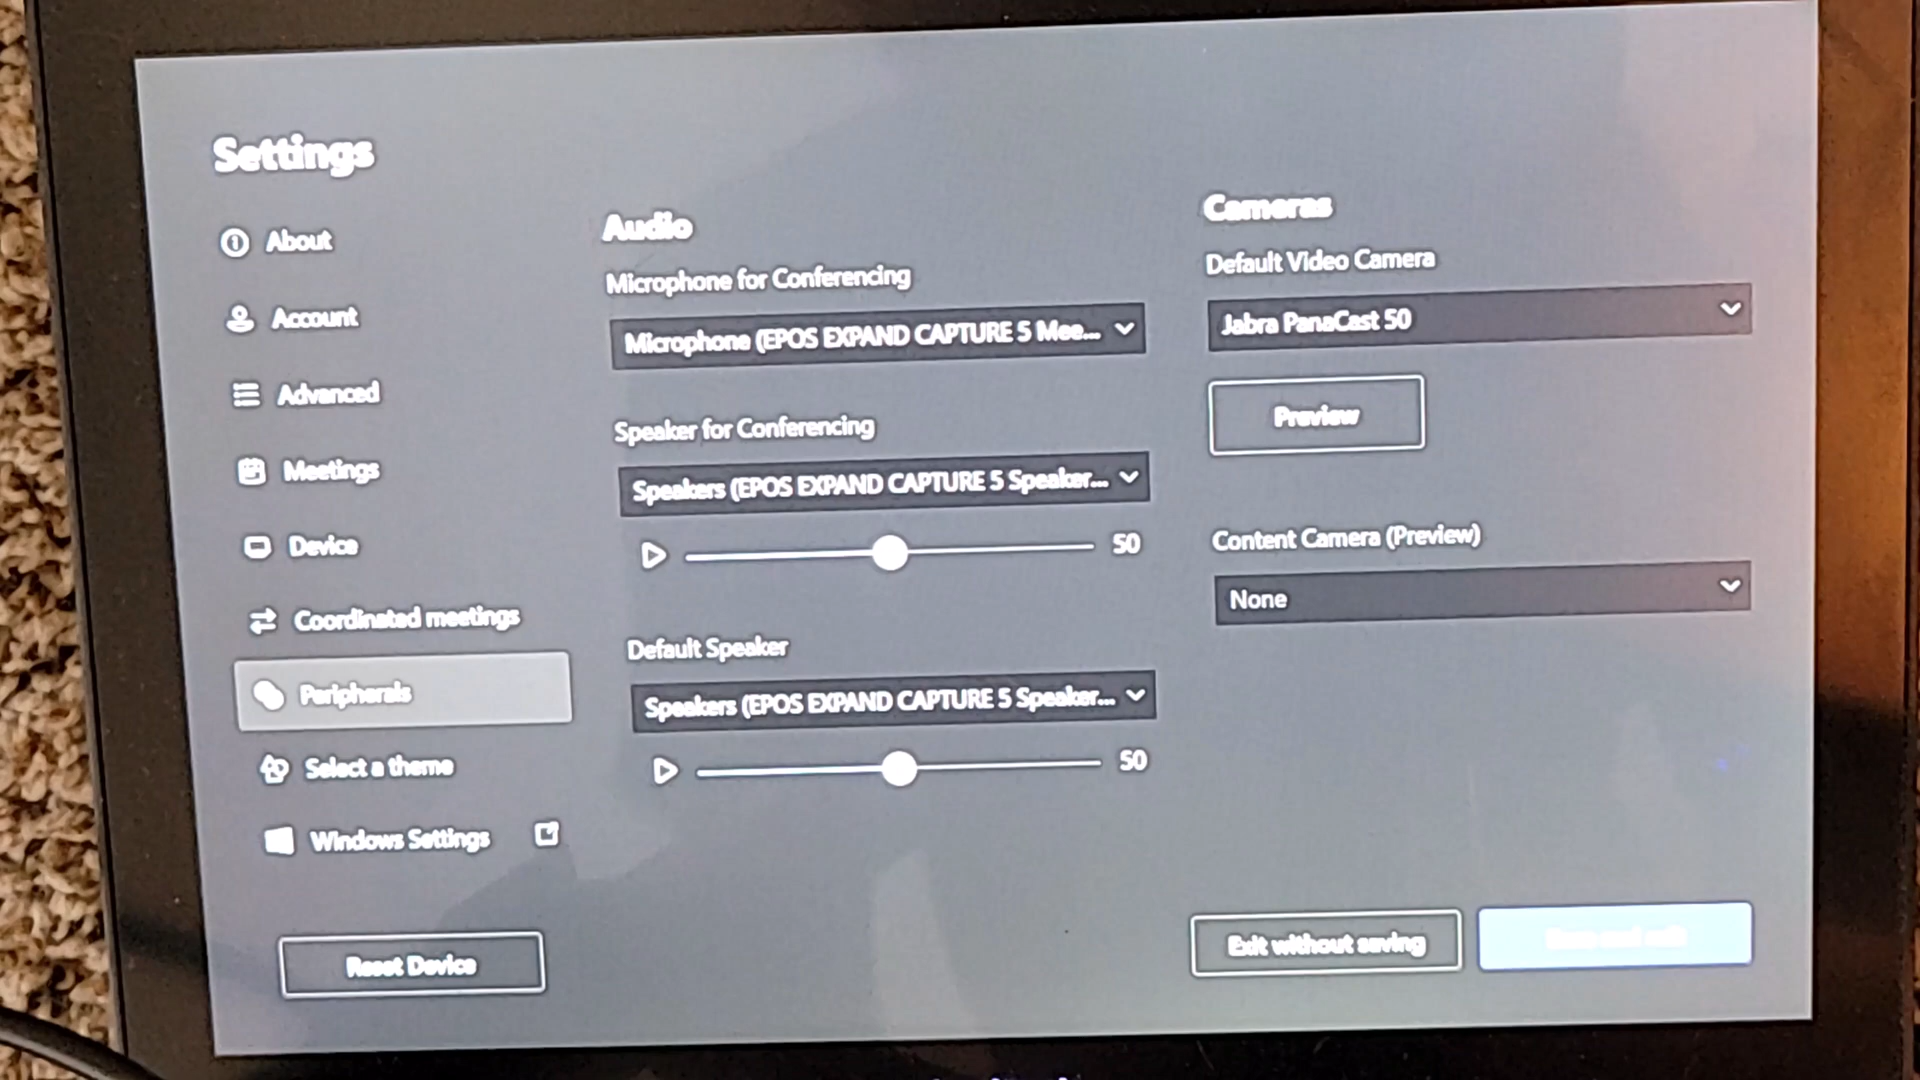 Settings
About
Account
Advanced
Meetings
Device
Coordinated meetings
Peripherals
Select a theme
Windows Settings
Reset Device
Audio
Microphone for Conferencing
Microphone (EPOS EXPAND CAPTURE 5 Mee...
Speaker for Conferencing
Speakers (EPOS EXPAND CAPTURE 5 Speaker...
50
Default Speaker
Speakers (EPOS EXPAND CAPTURE 5 Speaker...
50
Cameras
Default Video Camera
Jabra PanaCast 50
Preview
Content Camera (Preview)
None
Exit without saving